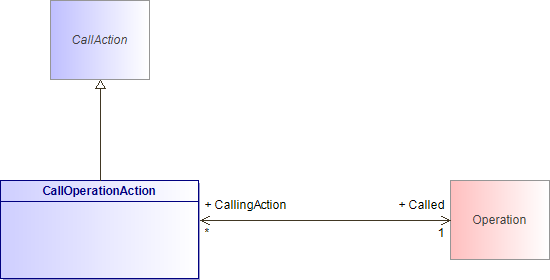 CallAction
CallOperationAction
+ CallingAction
+ Called
*
1
Operation